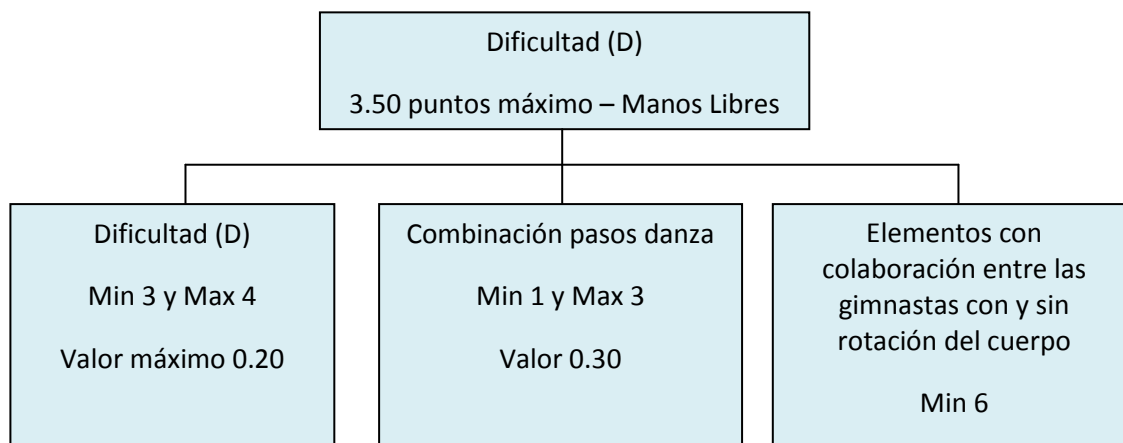 Dificultad (D)
3.50 puntos máximo – Manos Libres
Dificultad (D)
Min 3 y Max 4
Valor máximo 0.20
Combinación pasos danza
Min 1 y Max 3
Valor 0.30
Elementos con
colaboración entre las
gimnastas con y sin
rotación del cuerpo
Min 6